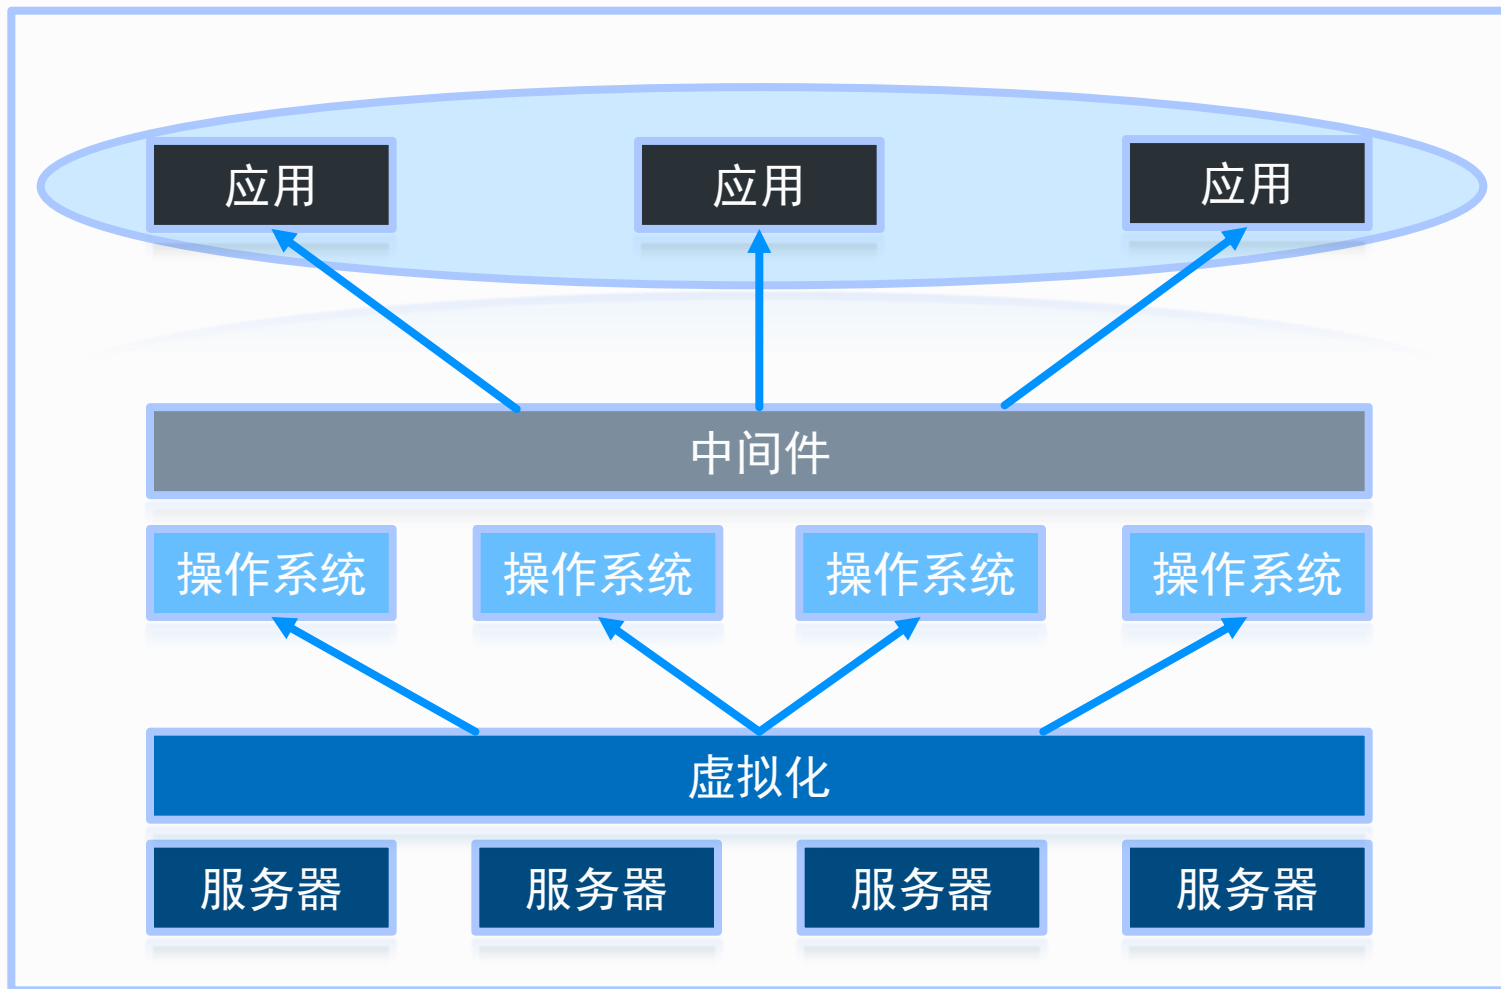 应用
应用
应用
中间件
操作系统
操作系统
操作系统
操作系统
虚拟化
服务器
服务器
服务器
服务器